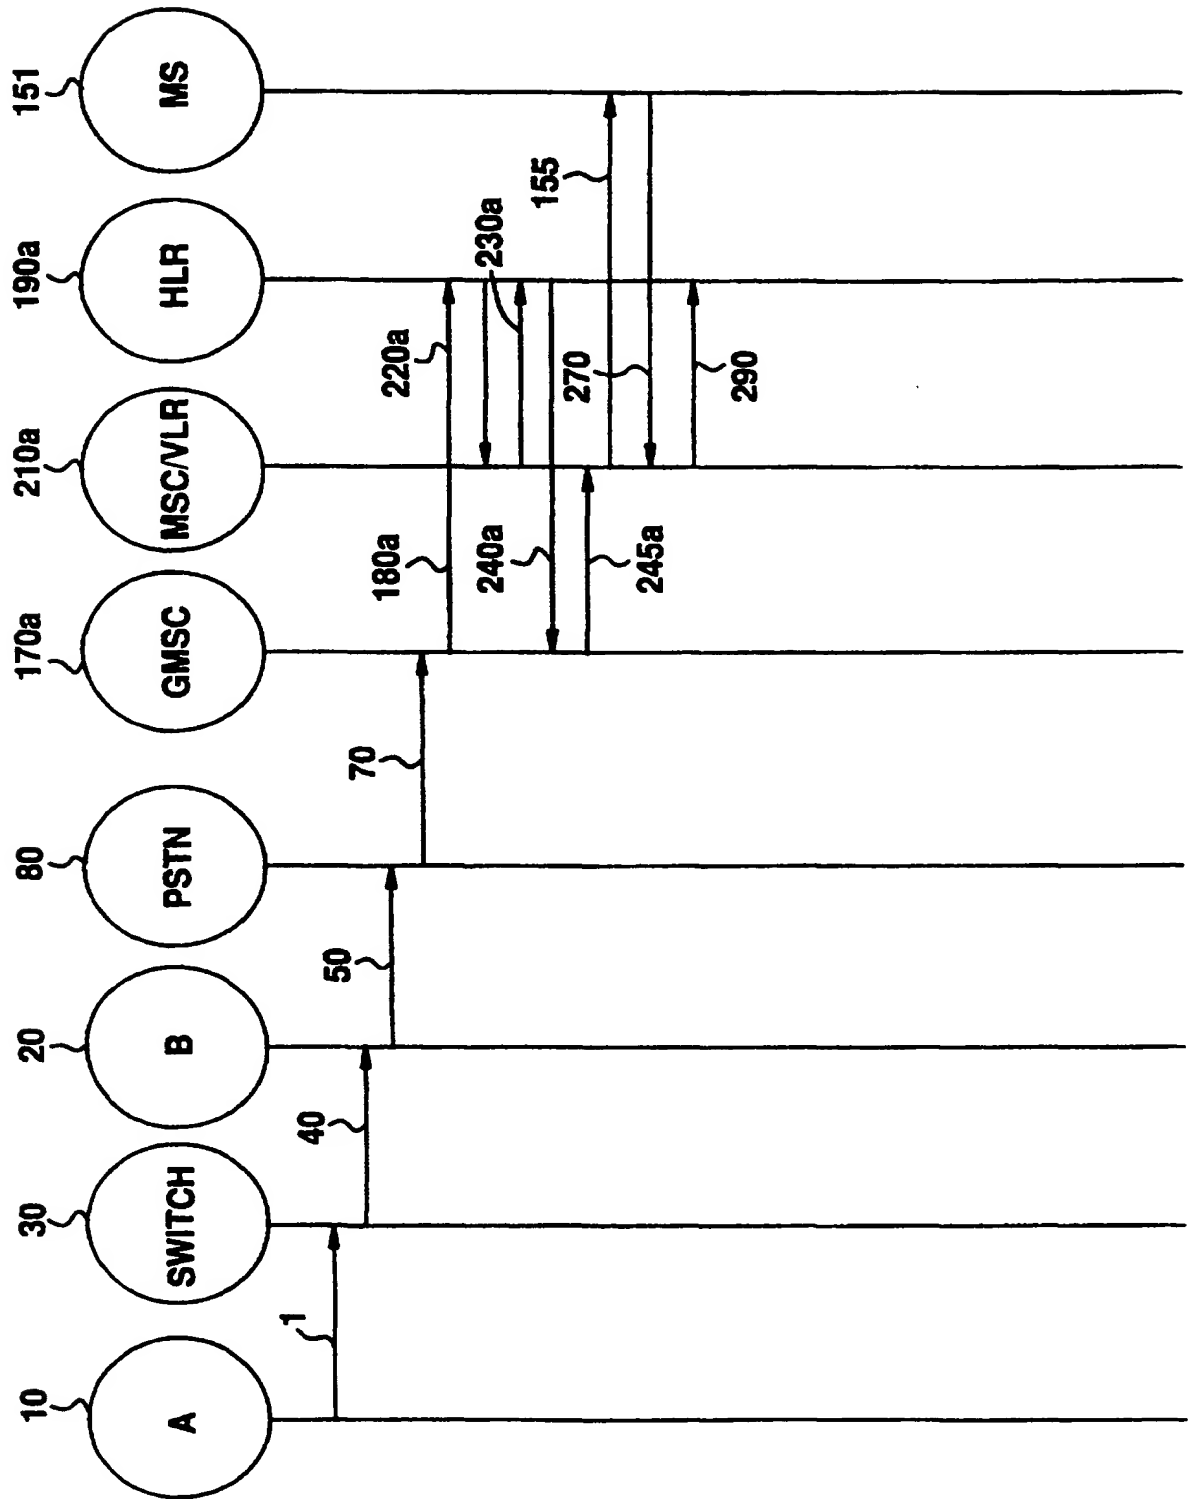 10
30
20
80
170a
210a
190a
151
A
SWITCH
B
PSTN
GMSC
MSC/VLR
HLR
MS
1
40
50
70
180a
220a
230a
240a
245a
155
270
290